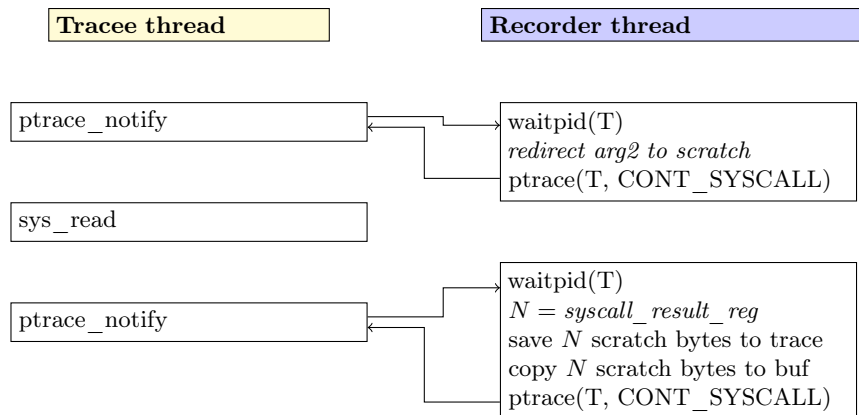 Tracee thread
Recorder thread
ptrace_notify
waitpid(T)
redirect arg2 to scratch
ptrace(T, CONT_SYSCALL)
sys_read
ptrace_notify
waitpid(T)
N = syscall_result_reg
save N scratch bytes to trace
copy N scratch bytes to buf
ptrace(T, CONT_SYSCALL)